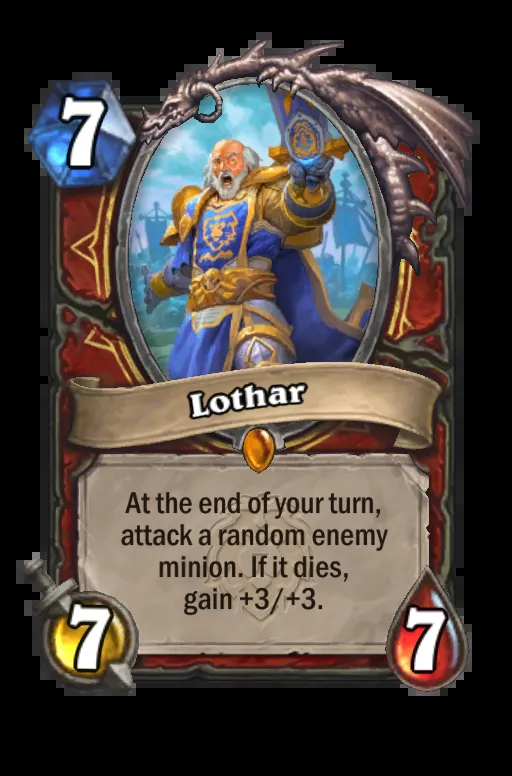 7
Lothar
At the end of your turn,
attack a random enemy
minion. If it dies,
gain +3/+3.
7
7